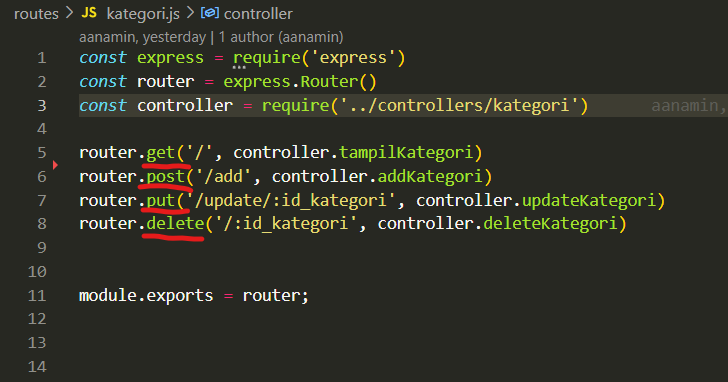 routes > JS kategori.js > controller
aanamin, yesterday | 1 author (aanamin)
1 const express = require('express')
2 const router = express.Router()
3 const controller = require('../controllers/kategori') aanamin,
4
5 router.get('/', controller.tampilKategori)
6 router.post('/add', controller.addKategori)
7 router.put('/update/:id_kategori', controller.updateKategori)
8 router.delete('/:id_kategori', controller.deleteKategori)
9
10
11 module.exports = router;
12
13
14